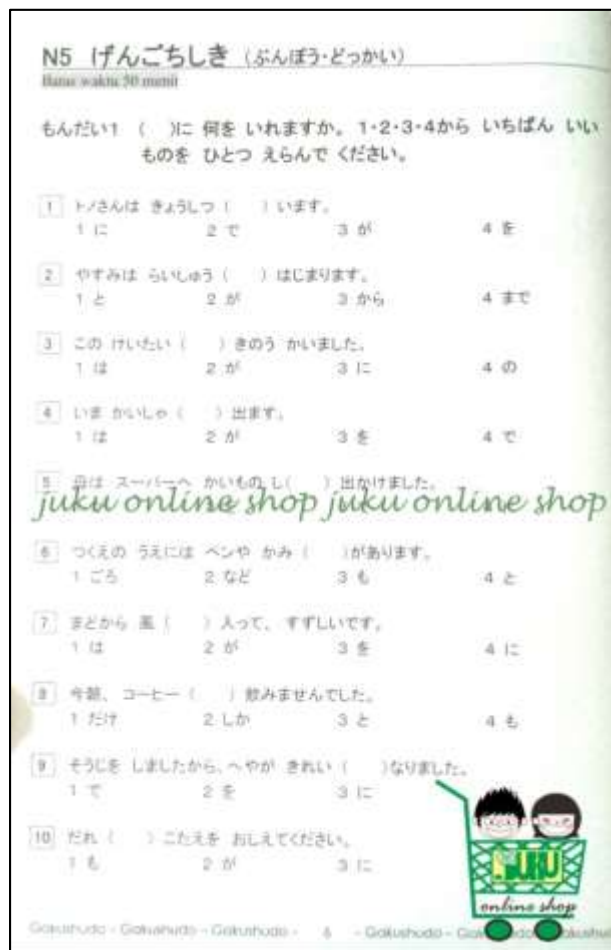 N5 げんごちしき (ぶんぽう・どっかい)
Batas waktu 50 menit
もんだい1 ( )に 何を いれますか。1・2・3・4から いちばん いい
ものを ひとつ えらんで ください。
1 トノさんは きょうしつ ( ) います。
1 に 2 で 3 が 4 を
2 やすみは らいしゅう ( ) はじまります。
1 と 2 が 3 から 4 まで
3 この けいたい ( ) きのう かいました。
1 は 2 が 3 に 4 の
4 いま かいしゃ ( ) 出ます。
1 は 2 が 3 を 4 で
5 母は スーパーへ かいもの し( ) 出かけました。
juku online shop juku online shop
6 つくえの うえには ペンや かみ ( )があります。
1 ごろ 2 など 3 も 4 と
7 まどから 風 ( ) 入って、 すずしいです。
1 は 2 が 3 を 4 に
8 今朝、 コーヒー ( ) 飲みませんでした。
1 だけ 2 しか 3 と 4 も
9 そうじを しましたから、へやが きれい ( )なりました。
1 て 2 を 3 に
10 だれ ( ) こたえを おしえてください。
1 も 2 が 3 に
JUKU
online shop
Gakushudo - Gakushudo - Gakushudo - 6 - Gakushudo -